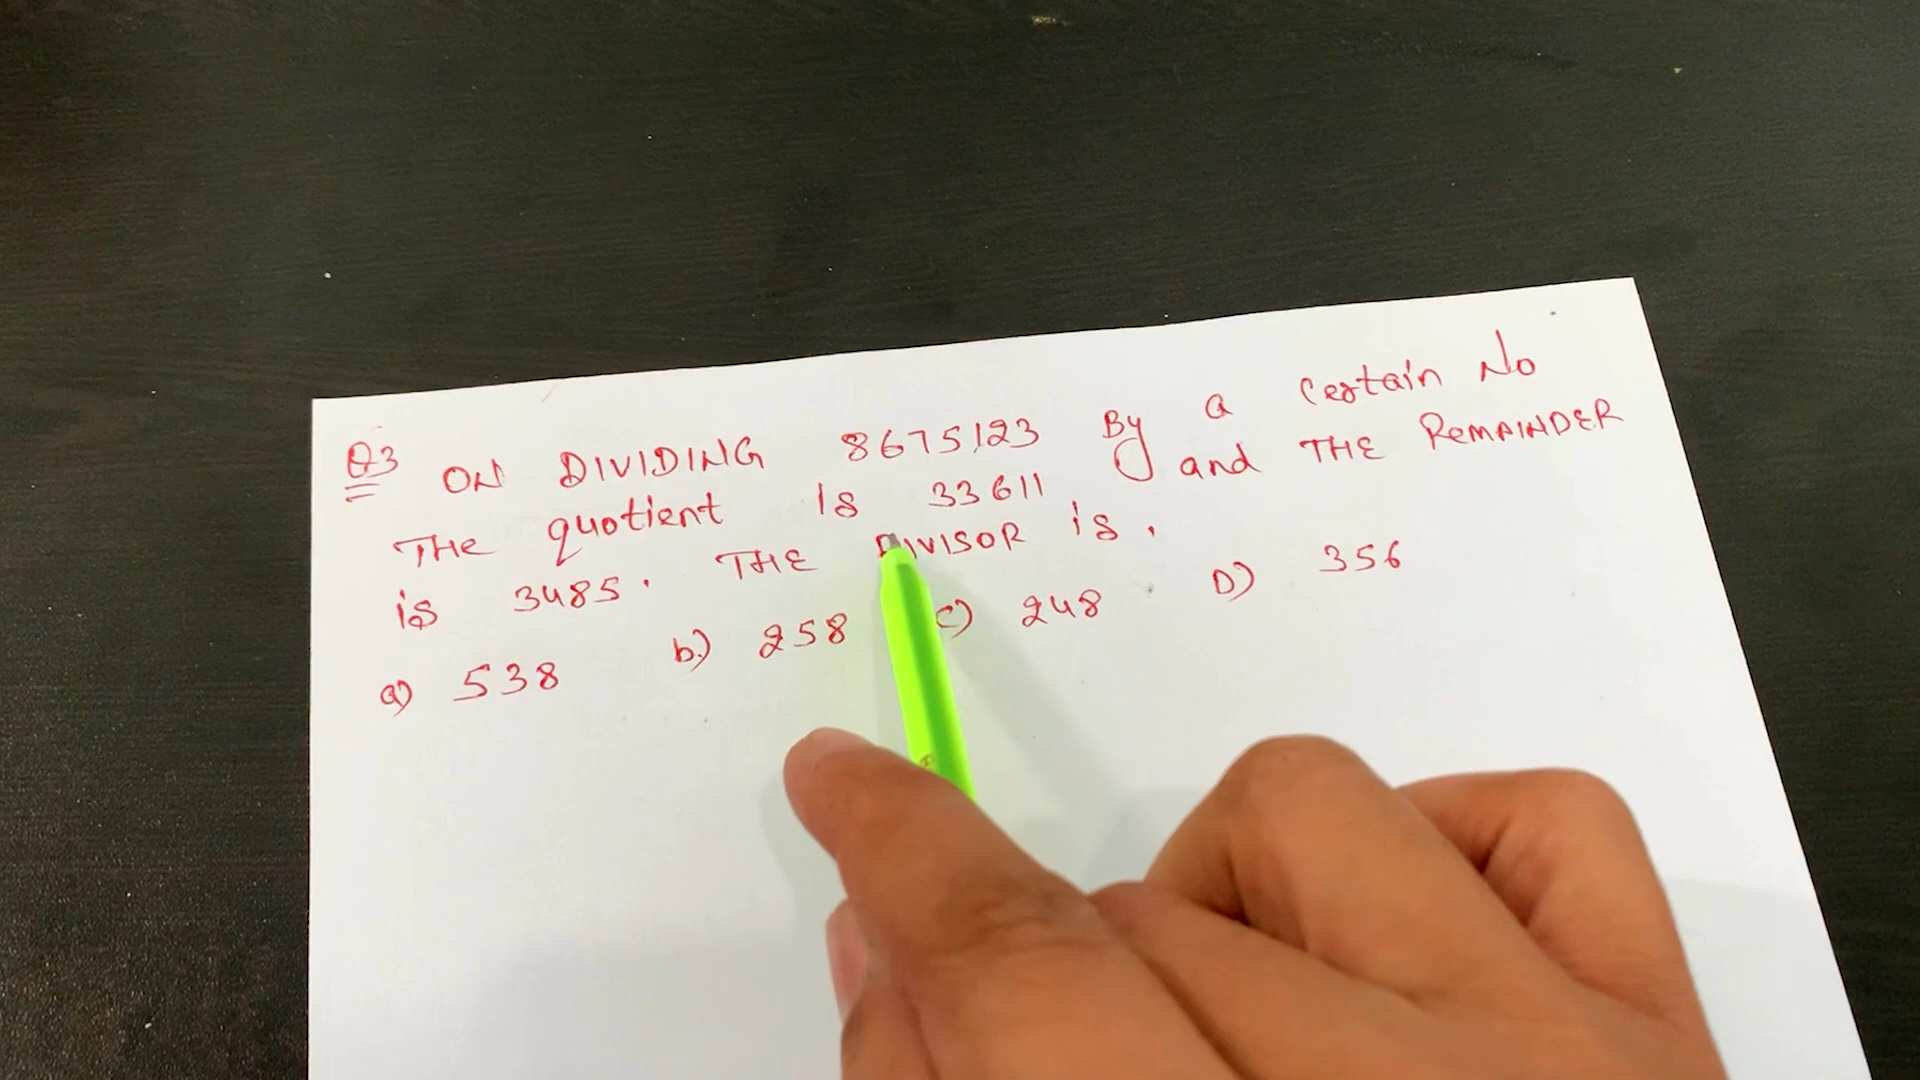 Q3 ON DIVIDING 8675123 By a certain No
THE quotient is 33611 and THE REMAINDER
is 3485. THE DIVISOR is.
a) 538 b) 258 c) 248 D) 356